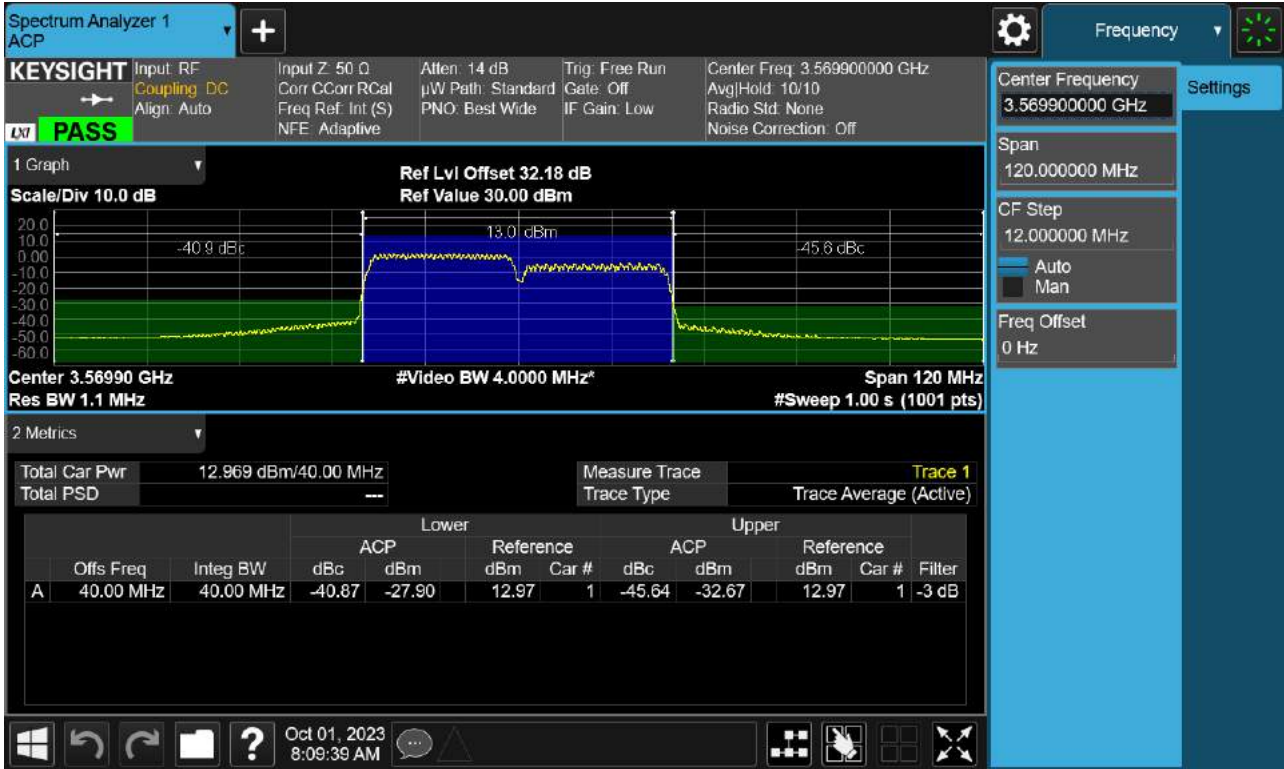 Spectrum Analyzer 1
ACP
Frequency
KEYSIGHT
Input: RF
Coupling: DC
Align: Auto
Input Z: 50 Ω
Corr CCorr RCal
Freq Ref: Int (S)
NFE: Adaptive
Atten: 14 dB
µW Path: Standard
PNO: Best Wide
Trig: Free Run
Gate: Off
IF Gain: Low
Center Freq: 3.569900000 GHz
Avg|Hold: 10/10
Radio Std: None
Noise Correction: Off
LXI
PASS
Center Frequency
3.569900000 GHz
Settings
Span
120.000000 MHz
CF Step
12.000000 MHz
Auto
Man
Freq Offset
0 Hz
1 Graph
Scale/Div 10.0 dB
Ref Lvl Offset 32.18 dB
Ref Value 30.00 dBm
20.0
10.0
0.00
-10.0
-20.0
-30.0
-40.0
-50.0
-60.0
-40.9 dBc
13.0 dBm
-45.6 dBc
Center 3.56990 GHz
#Video BW 4.0000 MHz*
Span 120 MHz
Res BW 1.1 MHz
#Sweep 1.00 s (1001 pts)
2 Metrics
Total Car Pwr 12.969 dBm/40.00 MHz
Total PSD ---
Measure Trace Trace 1
Trace Type Trace Average (Active)
Lower Upper
ACP Reference ACP Reference
Offs Freq Integ BW dBc dBm dBm Car # dBc dBm dBm Car # Filter
A 40.00 MHz 40.00 MHz -40.87 -27.90 12.97 1 -45.64 -32.67 12.97 1 -3 dB
Oct 01, 2023
8:09:39 AM